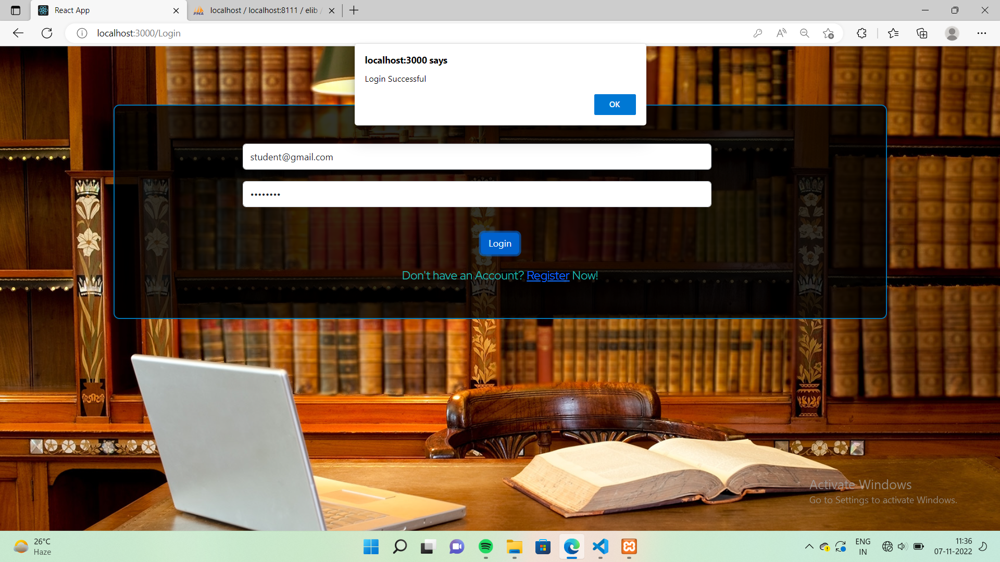 React App
localhost / localhost:8111 / elib /
localhost:3000/Login
localhost:3000 says
Login Successful
OK
student@gmail.com
••••••••
Login
Don't have an Account? Register Now!
Activate Windows
Go to Settings to activate Windows.
26°C
Haze
ENG
IN
11:36
07-11-2022
PMA